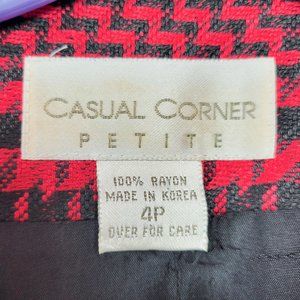 CASUAL CORNER
PETITE
100% RAYON
MADE IN KOREA
4P
OVER FOR CARE